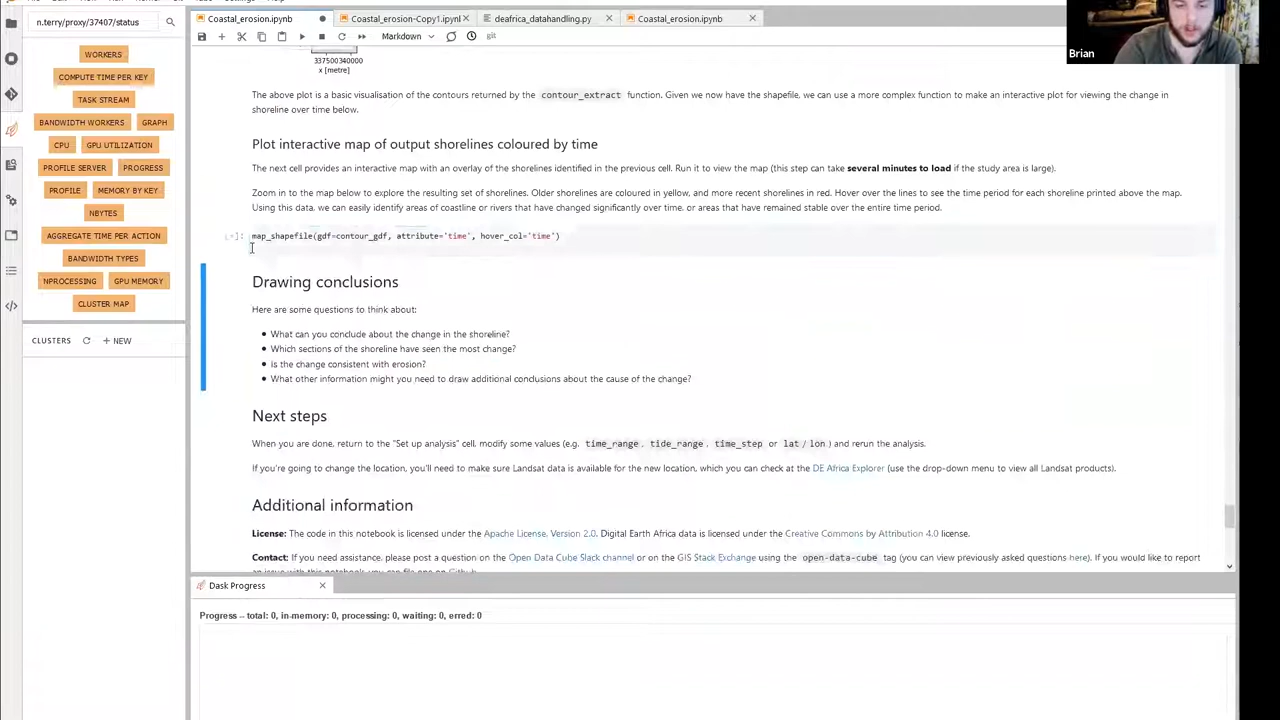 n.terry/proxy/37407/status
WORKERS
COMPUTE TIME PER KEY
TASK STREAM
BANDWIDTH WORKERS
GRAPH
CPU
GPU UTILIZATION
PROFILE SERVER
PROGRESS
PROFILE
MEMORY BY KEY
NBYTES
AGGREGATE TIME PER ACTION
BANDWIDTH TYPES
NPROCESSING
GPU MEMORY
CLUSTER MAP
CLUSTERS
+ NEW
Coastal_erosion.ipynb
Coastal_erosion-Copy1.ipynl
deafrica_datahandling.py
Coastal_erosion.ipynb
Markdown
git
Brian
337500340000
x [metre]
The above plot is a basic visualisation of the contours returned by the contour_extract function. Given we now have the shapefile, we can use a more complex function to make an interactive plot for viewing the change in
shoreline over time below.
Plot interactive map of output shorelines coloured by time
The next cell provides an interactive map with an overlay of the shorelines identified in the previous cell. Run it to view the map (this step can take several minutes to load if the study area is large).
Zoom in to the map below to explore the resulting set of shorelines. Older shorelines are coloured in yellow, and more recent shorelines in red. Hover over the lines to see the time period for each shoreline printed above the map.
Using this data, we can easily identify areas of coastline or rivers that have changed significantly over time, or areas that have remained stable over the entire time period.
map_shapefile(gdf=contour_gdf, attribute='time', hover_col='time')
Drawing conclusions
Here are some questions to think about:
• What can you conclude about the change in the shoreline?
• Which sections of the shoreline have seen the most change?
• Is the change consistent with erosion?
• What other information might you need to draw additional conclusions about the cause of the change?
Next steps
When you are done, return to the "Set up analysis" cell, modify some values (e.g. time_range, tide_range, time_step or lat / lon) and rerun the analysis.
If you're going to change the location, you'll need to make sure Landsat data is available for the new location, which you can check at the DE Africa Explorer (use the drop-down menu to view all Landsat products).
Additional information
License: The code in this notebook is licensed under the Apache License, Version 2.0. Digital Earth Africa data is licensed under the Creative Commons by Attribution 4.0 license.
Contact: If you need assistance, please post a question on the Open Data Cube Slack channel or on the GIS Stack Exchange using the open-data-cube tag (you can view previously asked questions here). If you would like to report
an issue with this notebook, you can file one on Github.
Dask Progress
Progress -- total: 0, in-memory: 0, processing: 0, waiting: 0, erred: 0